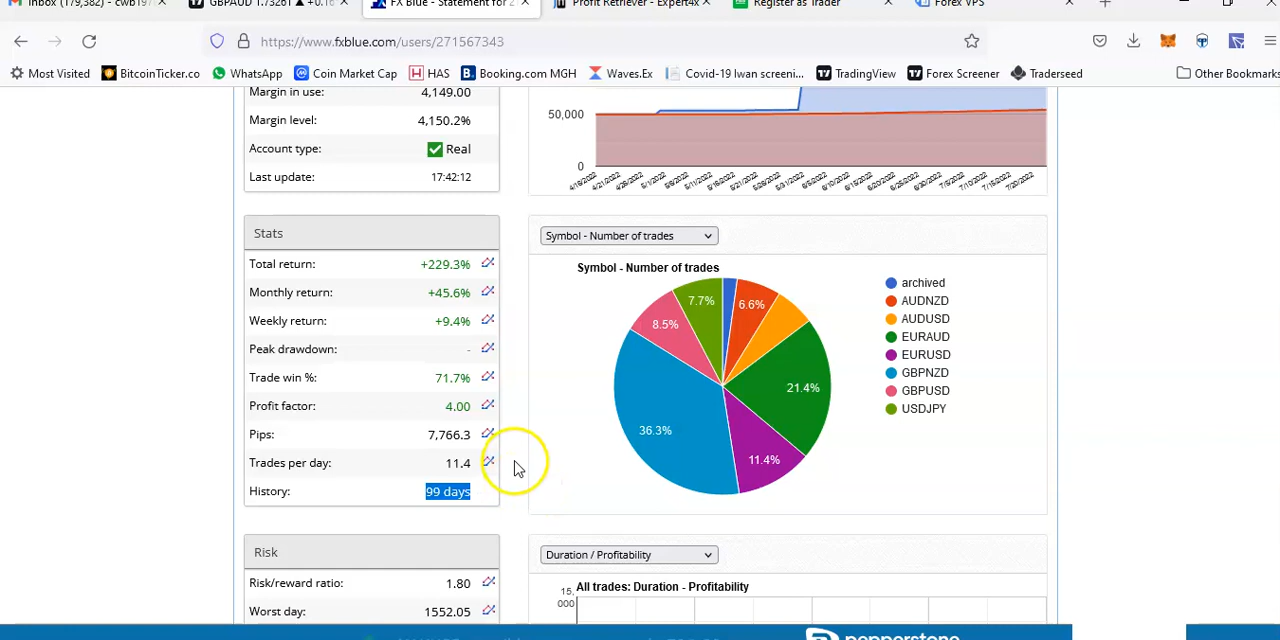 Inbox (179,382) - cwb197
GBPAUD 1.73261 ▲ +0.16
FX Blue - Statement for 2
Profit Retriever - Expert4x
Register as Trader
Forex VPS
https://www.fxblue.com/users/271567343
Most Visited BitcoinTicker.co WhatsApp Coin Market Cap HAS Booking.com MGH Waves.Ex Covid-19 Iwan screeni... TradingView Forex Screener Traderseed Other Bookmarks
Margin in use: 4,149.00
Margin level: 4,150.2%
Account type: Real
Last update: 17:42:12
50,000
0
Stats
Total return: +229.3%
Monthly return: +45.6%
Weekly return: +9.4%
Peak drawdown: -
Trade win %: 71.7%
Profit factor: 4.00
Pips: 7,766.3
Trades per day: 11.4
History: 99 days
Symbol - Number of trades
Symbol - Number of trades
7.7%
6.6%
8.5%
21.4%
36.3%
11.4%
archived
AUDNZD
AUDUSD
EURAUD
EURUSD
GBPNZD
GBPUSD
USDJPY
Risk
Risk/reward ratio: 1.80
Worst day: 1552.05
Duration / Profitability
All trades: Duration - Profitability
15,
000
pepperstone